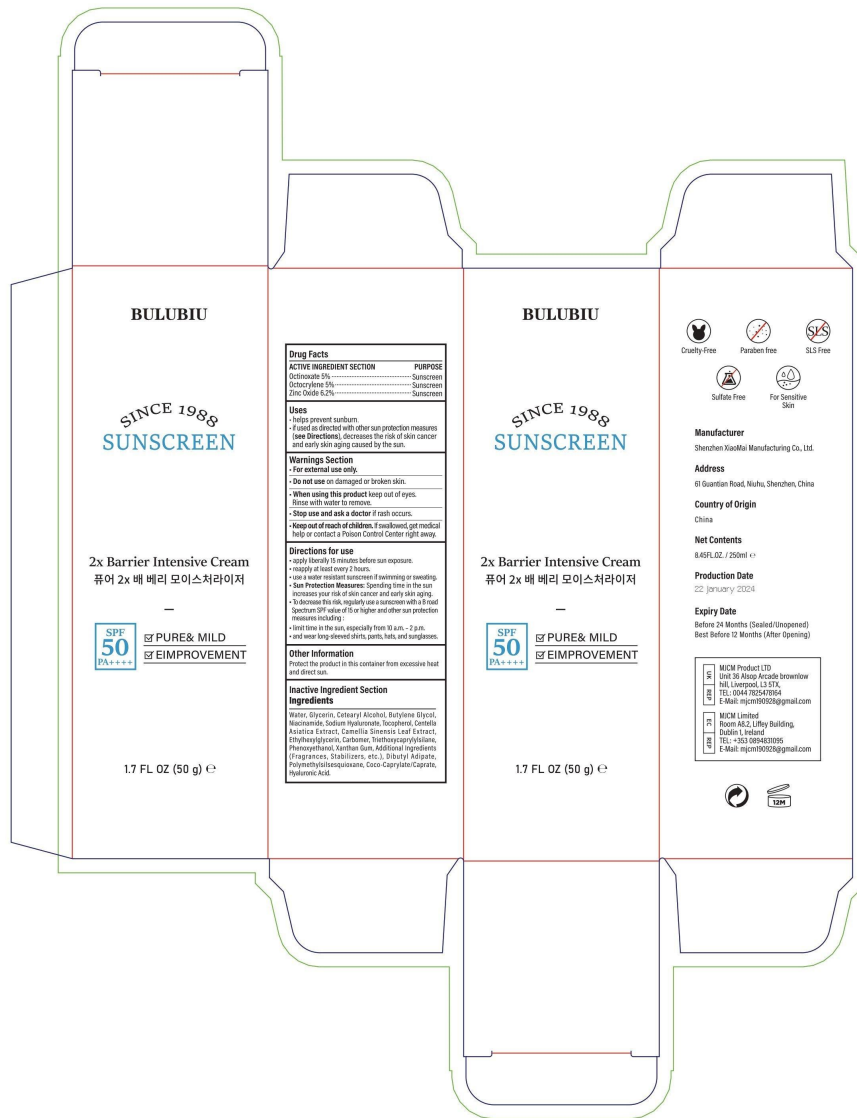 BULUBIU
SINCE 1988
SUNSCREEN
2x Barrier Intensive Cream
퓨어 2x 배 베리 모이스처라이저
SPF
50
PA++++
PURE& MILD
EIMPROVEMENT
1.7 FL OZ (50 g) ℮
Drug Facts
ACTIVE INGREDIENT SECTION PURPOSE
Octinoxate 5% Sunscreen
Octocrylene 5% Sunscreen
Zinc Oxide 6.2% Sunscreen
Uses
• helps prevent sunburn.
• if used as directed with other sun protection measures
(see Directions), decreases the risk of skin cancer
and early skin aging caused by the sun.
Warnings Section
• For external use only.
• Do not use on damaged or broken skin.
• When using this product keep out of eyes.
Rinse with water to remove.
• Stop use and ask a doctor if rash occurs.
• Keep out of reach of children. If swallowed, get medical
help or contact a Poison Control Center right away.
Directions for use
• apply liberally 15 minutes before sun exposure.
• reapply at least every 2 hours.
• use a water resistant sunscreen if swimming or sweating.
• Sun Protection Measures: Spending time in the sun
increases your risk of skin cancer and early skin aging.
• To decrease this risk, regularly use a sunscreen with a B road
Spectrum SPF value of 15 or higher and other sun protection
measures including :
• limit time in the sun, especially from 10 a.m. - 2 p.m.
• and wear long-sleeved shirts, pants, hats, and sunglasses.
Other Information
Protect the product in this container from excessive heat
and direct sun.
Inactive Ingredient Section
Ingredients
Water, Glycerin, Cetearyl Alcohol, Butylene Glycol,
Niacinamide, Sodium Hyaluronate, Tocopherol, Centella
Asiatica Extract, Camellia Sinensis Leaf Extract,
Ethylhexylglycerin, Carbomer, Triethoxycaprylylsilane,
Phenoxyethanol, Xanthan Gum, Additional Ingredients
(Fragrances, Stabilizers, etc.), Dibutyl Adipate,
Polymethylsilsesquioxane, Coco-Caprylate/Caprate,
Hyaluronic Acid.
BULUBIU
SINCE 1988
SUNSCREEN
2x Barrier Intensive Cream
퓨어 2x 배 베리 모이스처라이저
SPF
50
PA++++
PURE& MILD
EIMPROVEMENT
1.7 FL OZ (50 g) ℮
SLS
Cruelty-Free Paraben free SLS Free
Sulfate Free For Sensitive
Skin
Manufacturer
Shenzhen XiaoMai Manufacturing Co., Ltd.
Address
61 Guantian Road, Niuhu, Shenzhen, China
Country of Origin
China
Net Contents
8.45FL.OZ. / 250ml ℮
Production Date
22 january 2024
Expiry Date
Before 24 Months (Sealed/Unopened)
Best Before 12 Months (After Opening)
UK REP
MJCM Product LTD
Unit 36 Alsop Arcade brownlow
hill, Liverpool, L3 5TX,
TEL: 0044 7825478164
E-Mail: mjcm190928@gmail.com
EC REP
MJCM Limited
Room A8.2, Liffey Building,
Dublin 1, Ireland
TEL: +353 0894831095
E-Mail: mjcm190928@gmail.com
12M